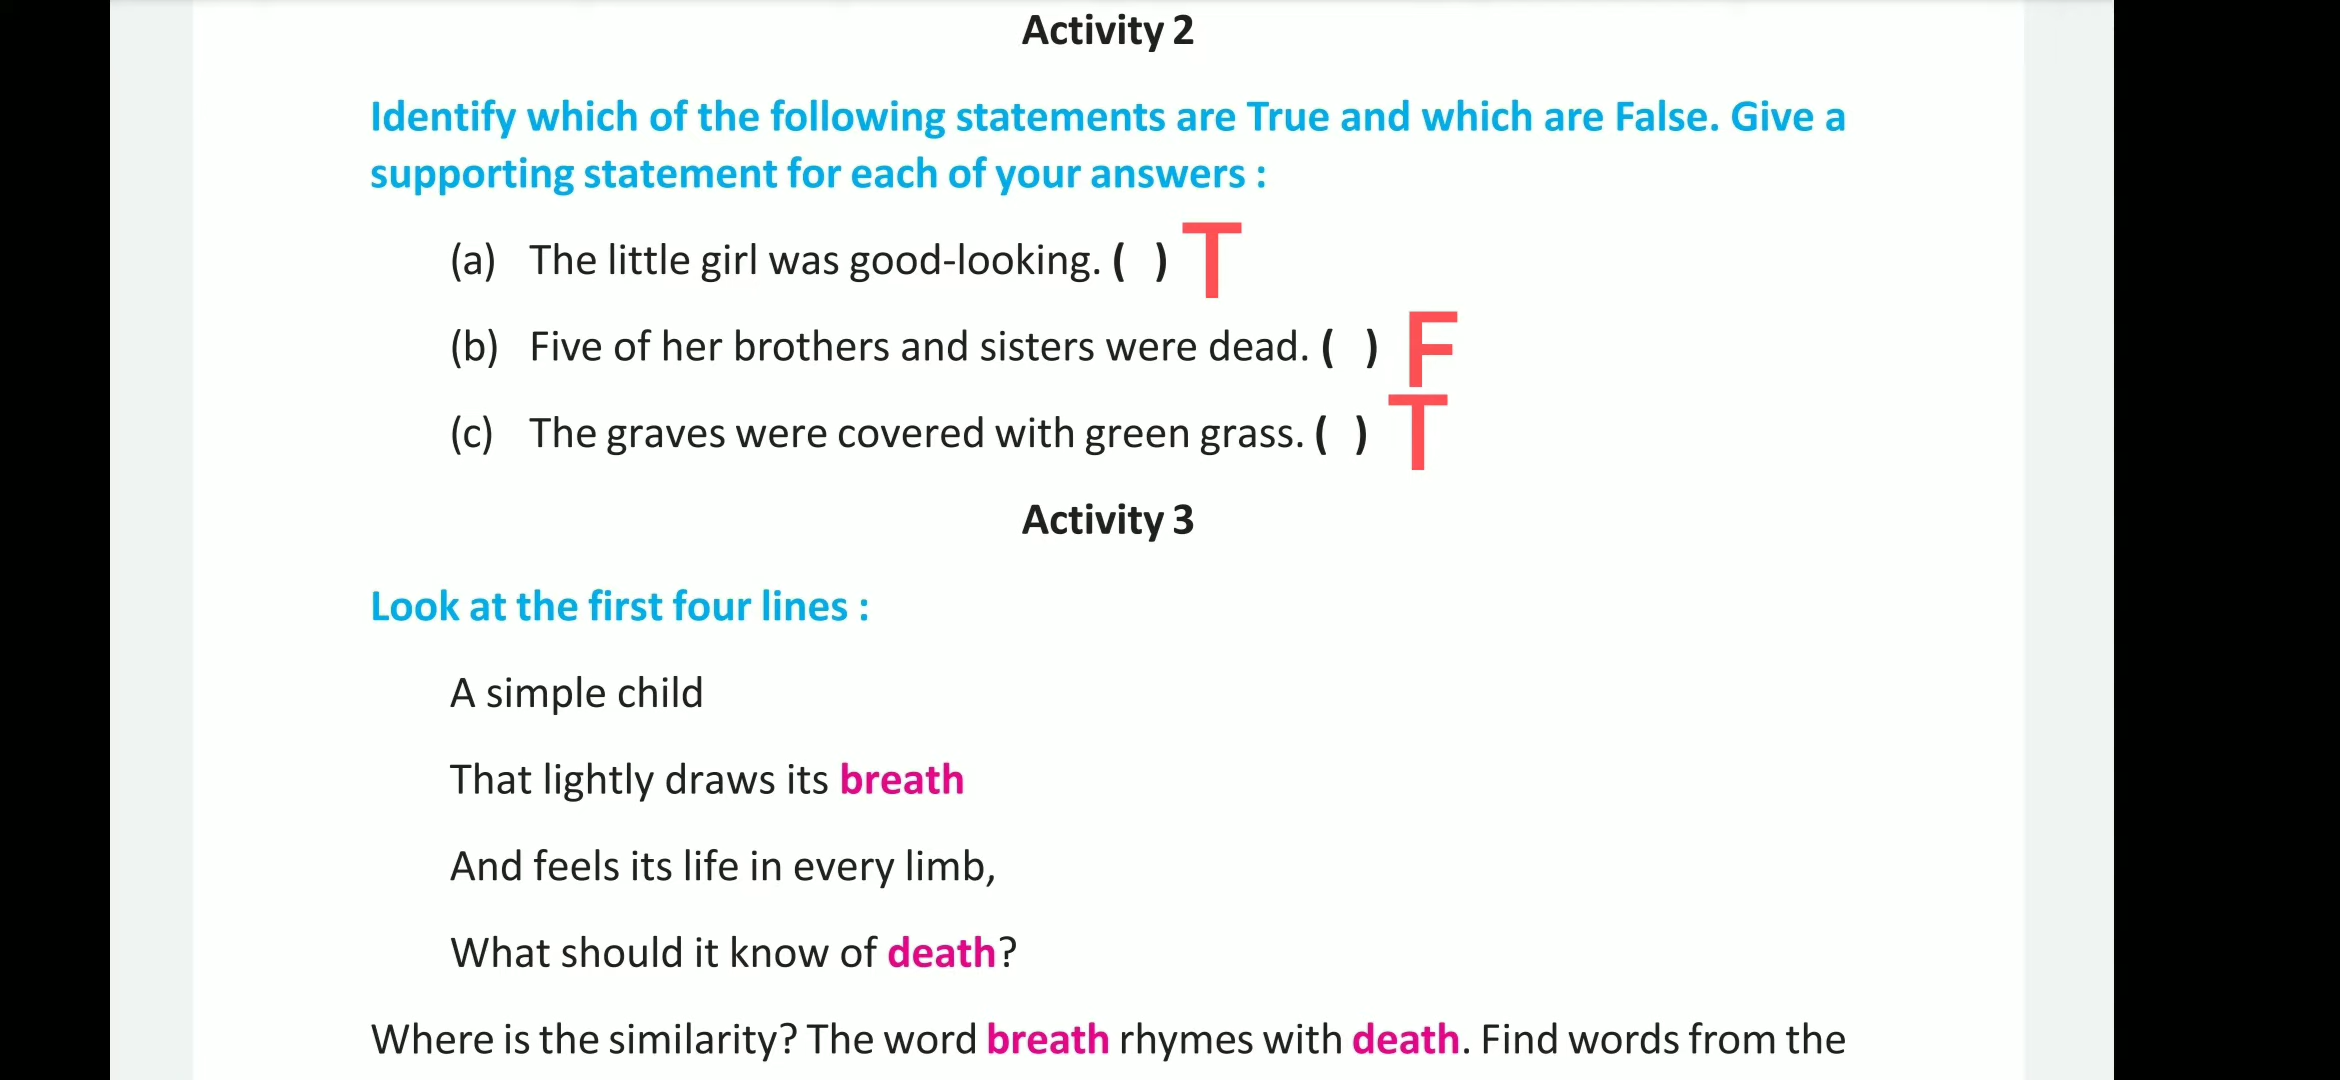 Activity 2
Identify which of the following statements are True and which are False. Give a
supporting statement for each of your answers :
(a) The little girl was good-looking. ( ) T
(b) Five of her brothers and sisters were dead. ( ) F
(c) The graves were covered with green grass. ( ) T
Activity 3
Look at the first four lines :
A simple child
That lightly draws its breath
And feels its life in every limb,
What should it know of death?
Where is the similarity? The word breath rhymes with death. Find words from the